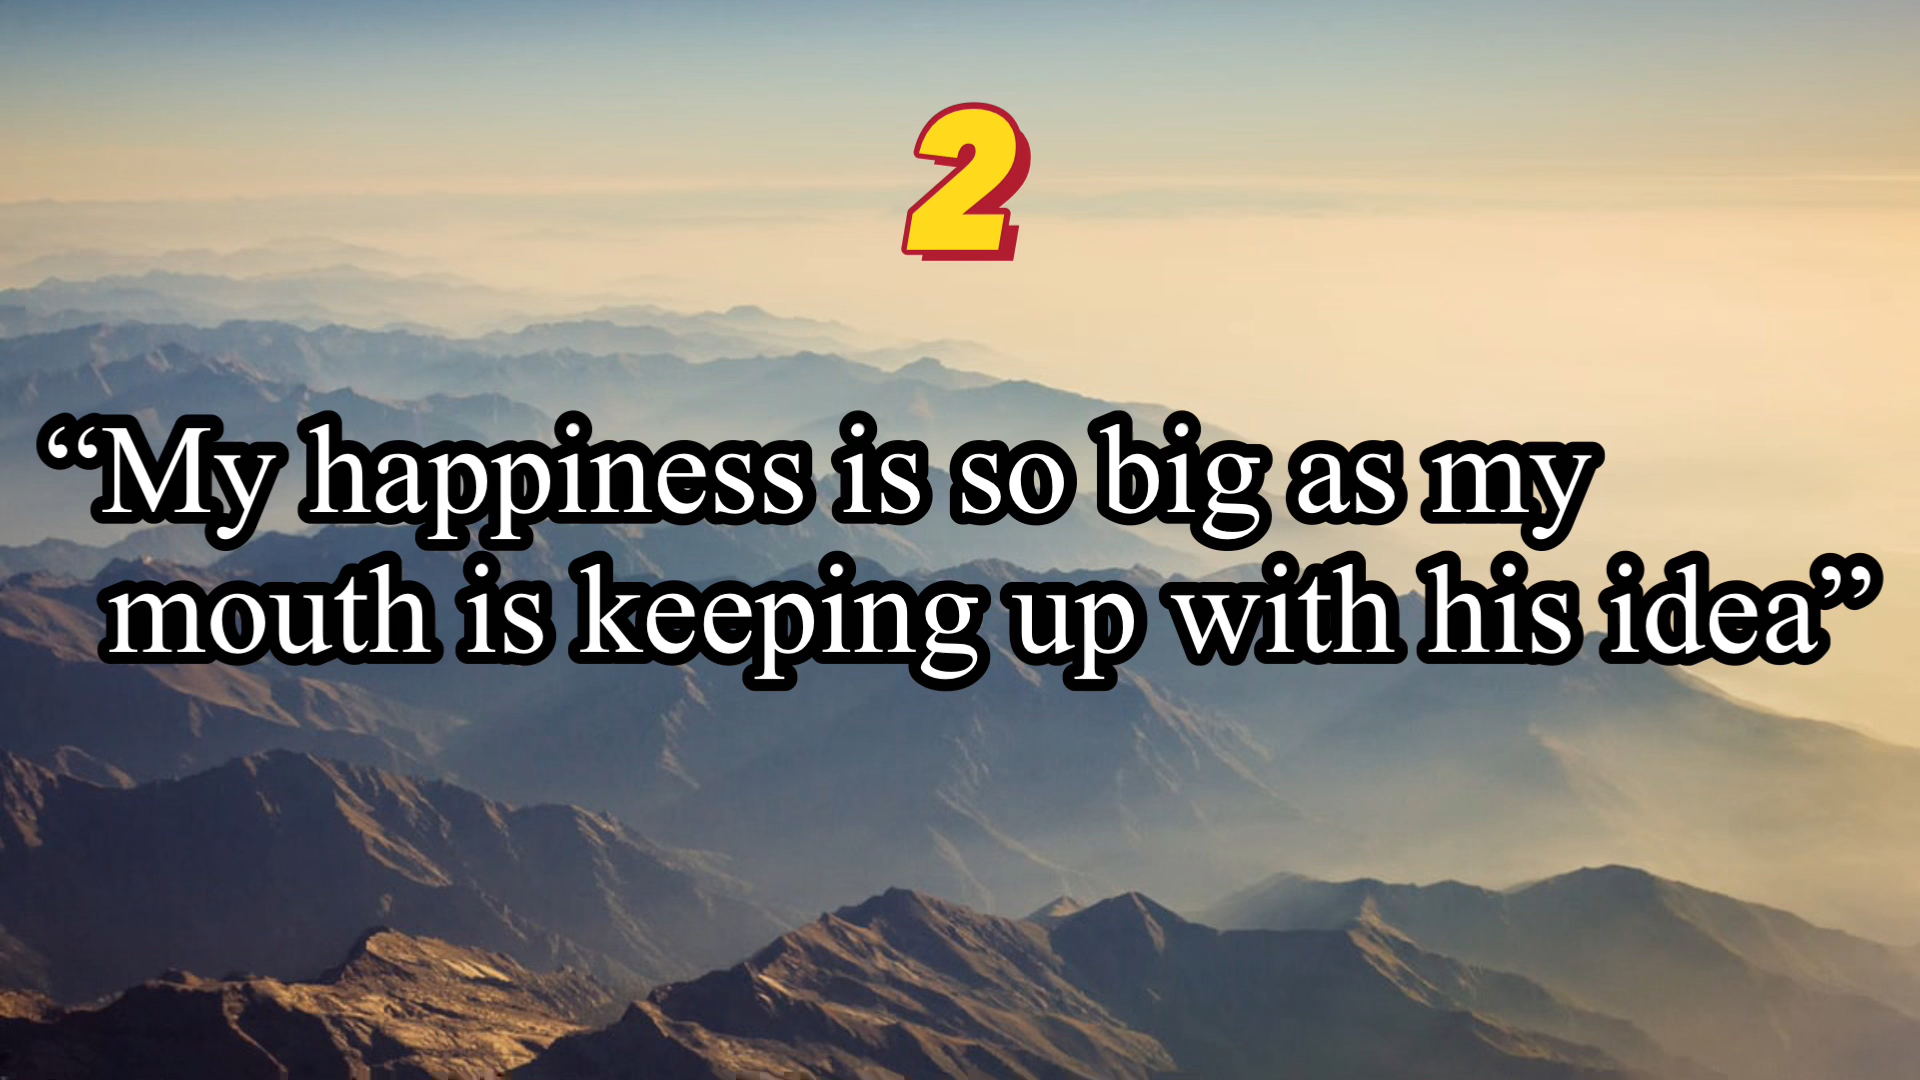 2
“My happiness is so big as my
mouth is keeping up with his idea”